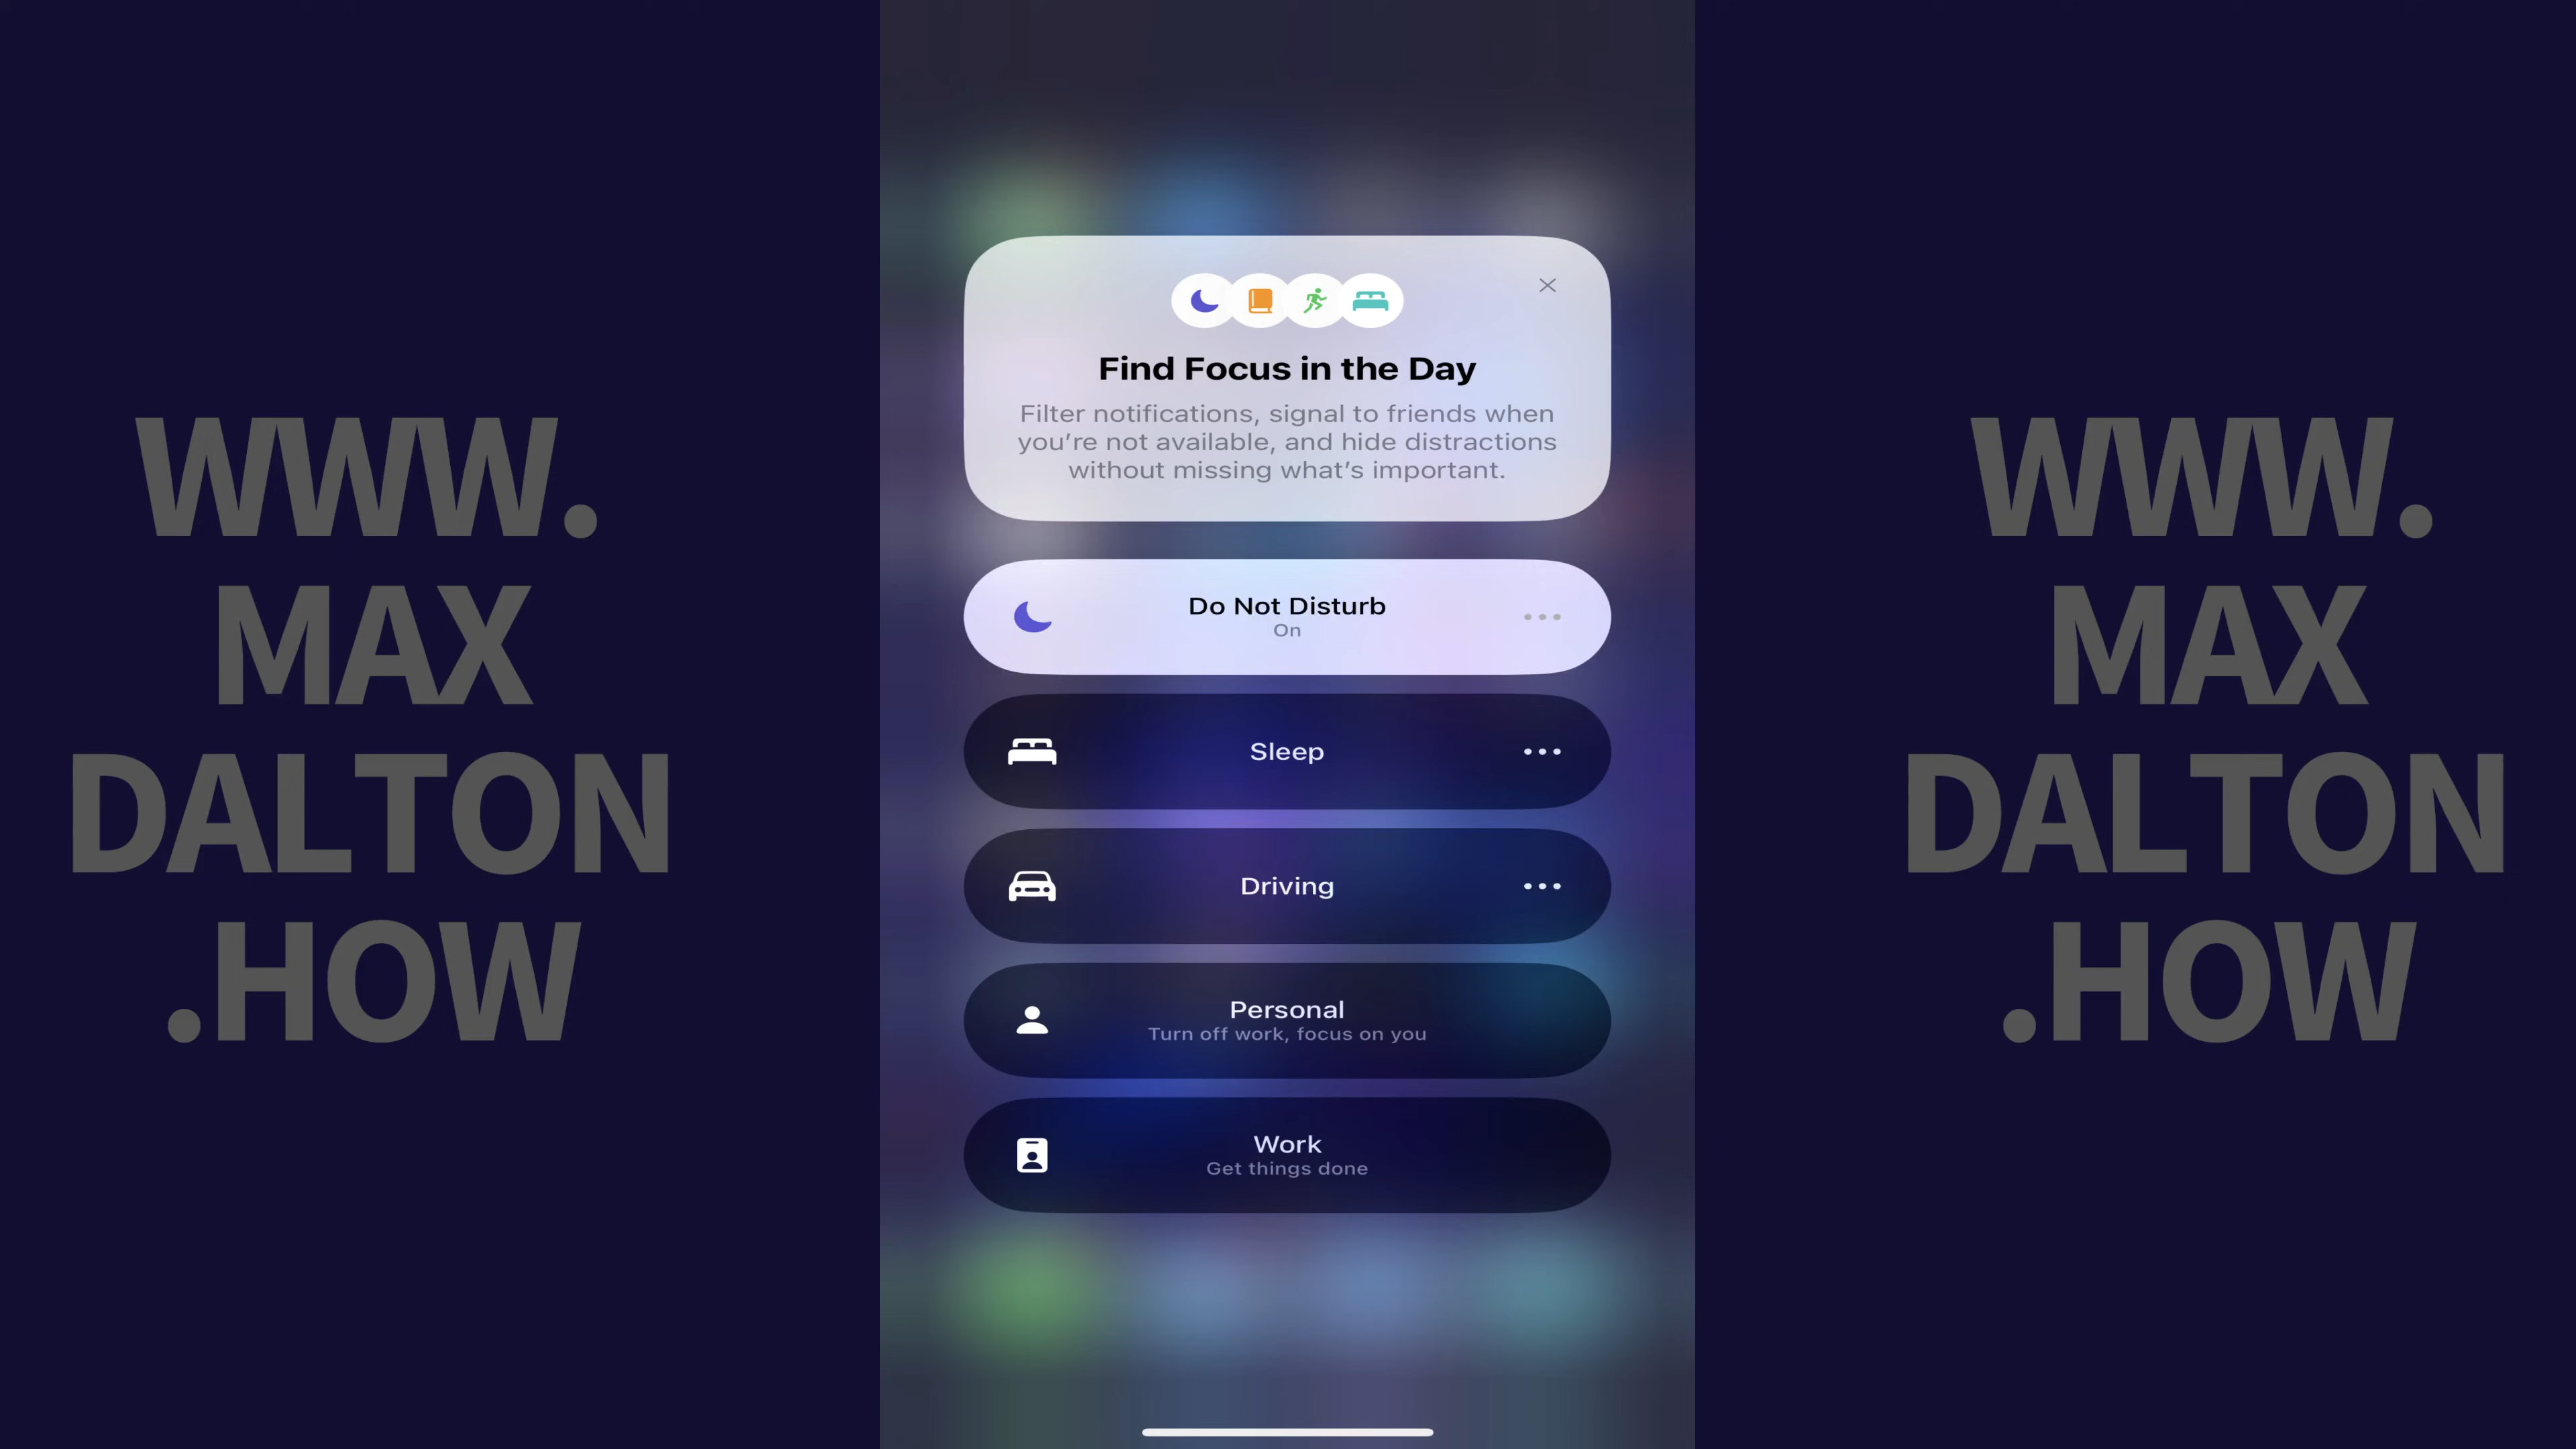 WWW.
MAX
DALTON
.HOW
Find Focus in the Day
Filter notifications, signal to friends when
you’re not available, and hide distractions
without missing what’s important.
Do Not Disturb
On
Sleep
Driving
Personal
Turn off work, focus on you
Work
Get things done
WWW.
MAX
DALTON
.HOW